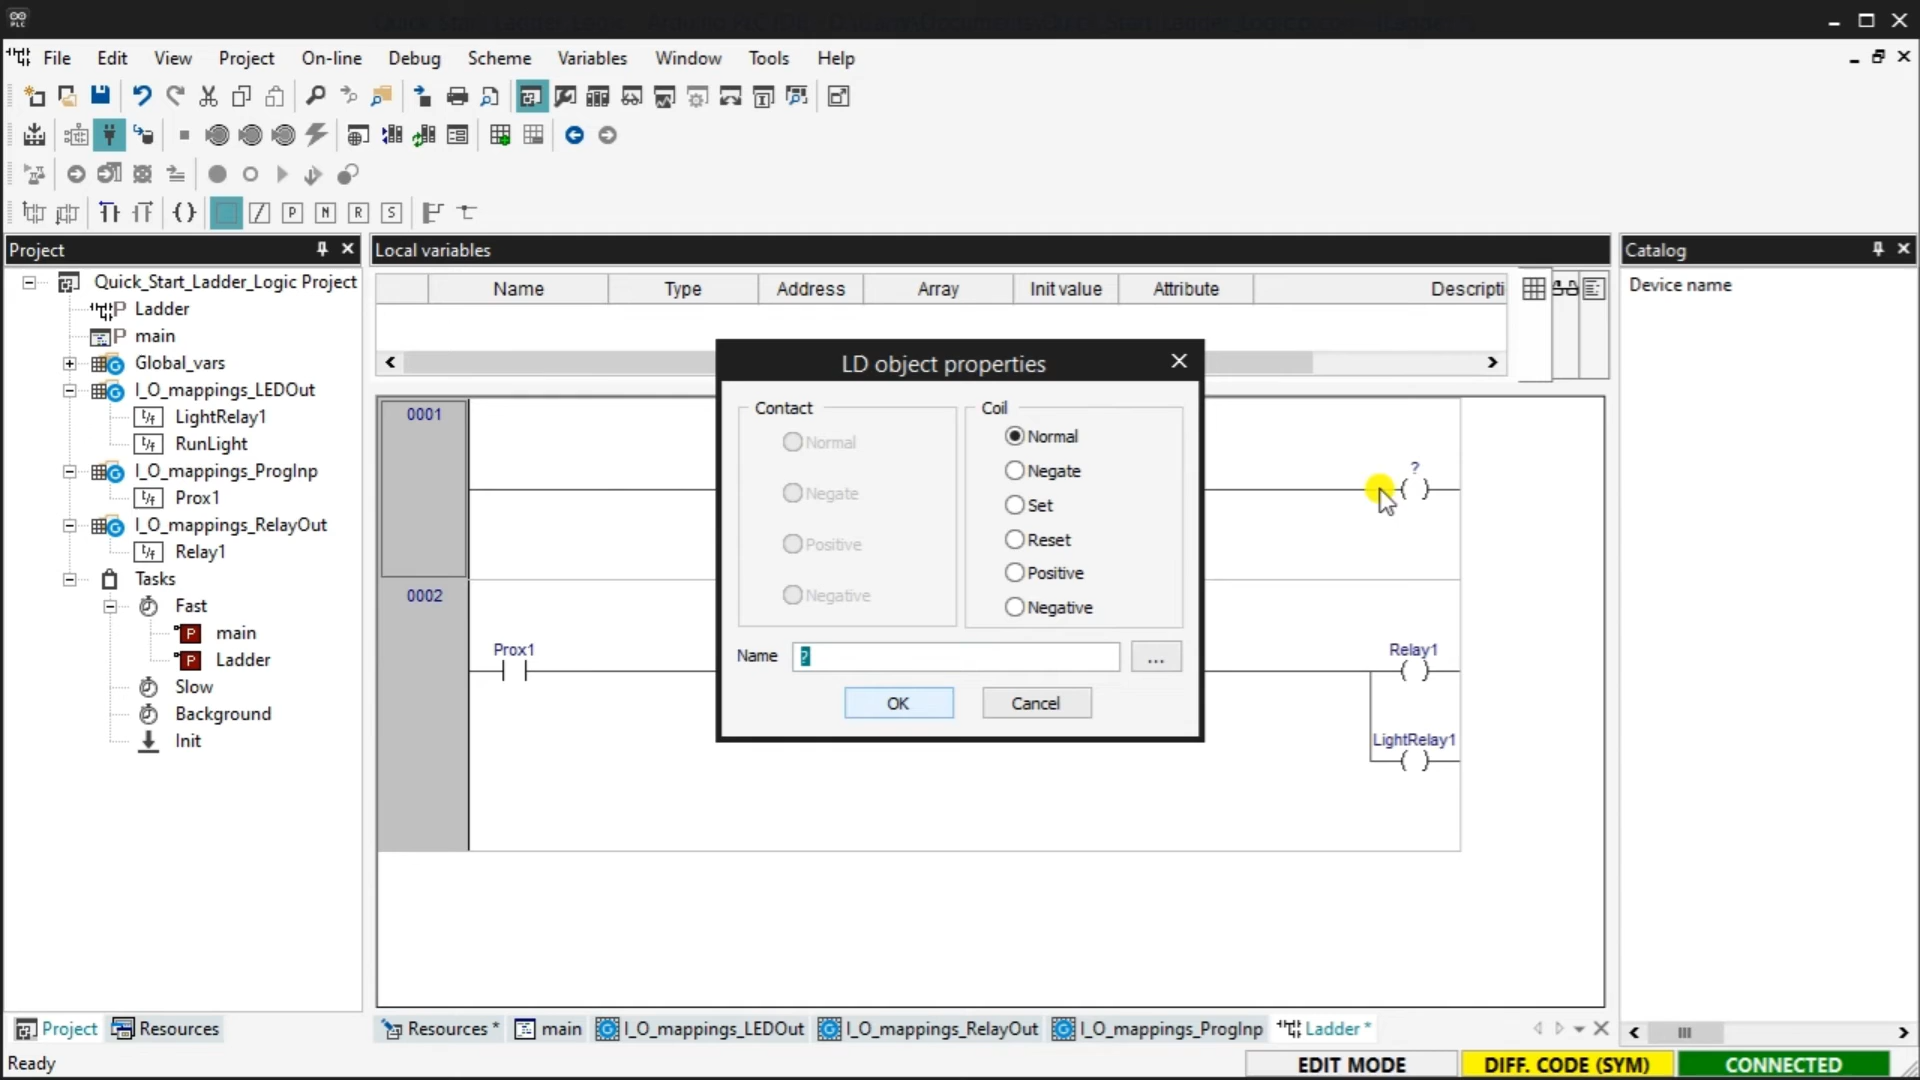 PLC
File Edit View Project On-line Debug Scheme Variables Window Tools Help
P N R S
Project
Local variables
Catalog
Quick_Start_Ladder_Logic Project
P Ladder
P main
Global_vars
I_O_mappings_LEDOut
LightRelay1
RunLight
I_O_mappings_ProgInp
Prox1
I_O_mappings_RelayOut
Relay1
Tasks
Fast
P main
P Ladder
Slow
Background
Init
Name Type Address Array Init value Attribute Descripti
Device name
LD object properties
Contact
Normal
Negate
Positive
Negative
Coil
Normal
Negate
Set
Reset
Positive
Negative
Name ? ...
OK Cancel
0001
?
0002
Prox1
Relay1
LightRelay1
Project Resources
Resources * main I_O_mappings_LEDOut I_O_mappings_RelayOut I_O_mappings_ProgInp Ladder *
Ready
EDIT MODE DIFF. CODE (SYM) CONNECTED